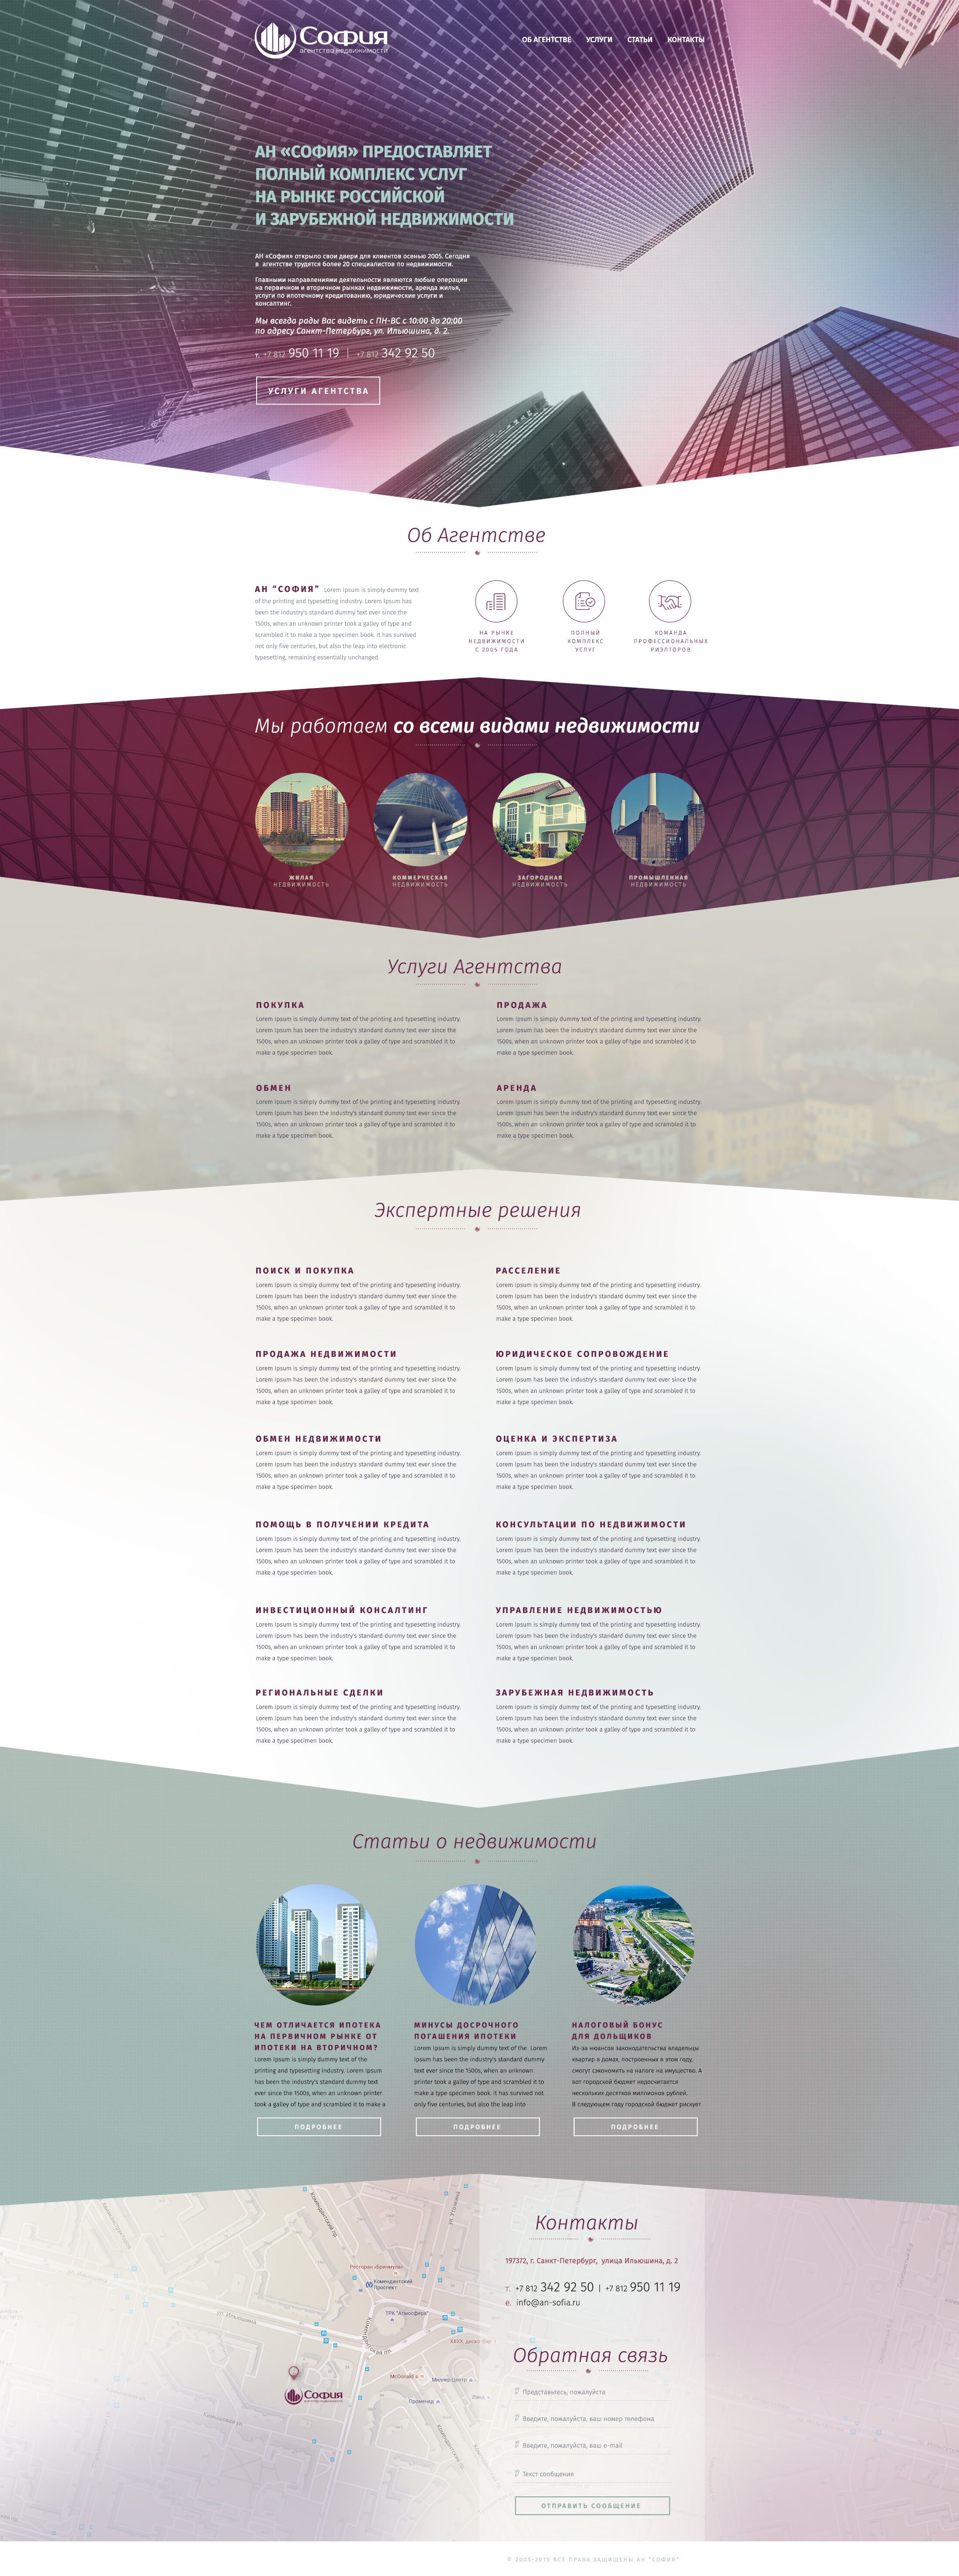 София
агентство недвижимости
ОБ АГЕНТСТВЕ УСЛУГИ СТАТЬИ КОНТАКТЫ
АН «СОФИЯ» ПРЕДОСТАВЛЯЕТ
ПОЛНЫЙ КОМПЛЕКС УСЛУГ
НА РЫНКЕ РОССИЙСКОЙ
И ЗАРУБЕЖНОЙ НЕДВИЖИМОСТИ
АН «София» открыло свои двери для клиентов осенью 2005. Сегодня
в агентстве трудятся более 20 специалистов по недвижимости.
Главными направлениями деятельности являются любые операции
на первичном и вторичном рынках недвижимости, аренда жилья,
услуги по ипотечному кредитованию, юридические услуги и
консалтинг.
Мы всегда рады Вас видеть с ПН-ВС с 10:00 до 20:00
по адресу Санкт-Петербург, ул. Ильюшина, д. 2.
т. +7 812 950 11 19 | +7 812 342 92 50
УСЛУГИ АГЕНТСТВА
Об Агентстве
АН “СОФИЯ” Lorem Ipsum is simply dummy text
of the printing and typesetting industry. Lorem Ipsum has
been the industry's standard dummy text ever since the
1500s, when an unknown printer took a galley of type and
scrambled it to make a type specimen book. It has survived
not only five centuries, but also the leap into electronic
typesetting, remaining essentially unchanged.
НА РЫНКЕ
НЕДВИЖИМОСТИ
С 2005 ГОДА
ПОЛНЫЙ
КОМПЛЕКС
УСЛУГ
КОМАНДА
ПРОФЕССИОНАЛЬНЫХ
РИЭЛТОРОВ
Мы работаем со всеми видами недвижимости
ЖИЛАЯ
НЕДВИЖИМОСТЬ
КОММЕРЧЕСКАЯ
НЕДВИЖИМОСТЬ
ЗАГОРОДНАЯ
НЕДВИЖИМОСТЬ
ПРОМЫШЛЕННАЯ
НЕДВИЖИМОСТЬ
Услуги Агентства
ПОКУПКА
Lorem Ipsum is simply dummy text of the printing and typesetting industry.
Lorem Ipsum has been the industry's standard dummy text ever since the
1500s, when an unknown printer took a galley of type and scrambled it to
make a type specimen book.
ПРОДАЖА
Lorem Ipsum is simply dummy text of the printing and typesetting industry.
Lorem Ipsum has been the industry's standard dummy text ever since the
1500s, when an unknown printer took a galley of type and scrambled it to
make a type specimen book.
ОБМЕН
Lorem Ipsum is simply dummy text of the printing and typesetting industry.
Lorem Ipsum has been the industry's standard dummy text ever since the
1500s, when an unknown printer took a galley of type and scrambled it to
make a type specimen book.
АРЕНДА
Lorem Ipsum is simply dummy text of the printing and typesetting industry.
Lorem Ipsum has been the industry's standard dummy text ever since the
1500s, when an unknown printer took a galley of type and scrambled it to
make a type specimen book.
Экспертные решения
ПОИСК И ПОКУПКА
Lorem Ipsum is simply dummy text of the printing and typesetting industry.
Lorem Ipsum has been the industry's standard dummy text ever since the
1500s, when an unknown printer took a galley of type and scrambled it to
make a type specimen book.
РАССЕЛЕНИЕ
Lorem Ipsum is simply dummy text of the printing and typesetting industry.
Lorem Ipsum has been the industry's standard dummy text ever since the
1500s, when an unknown printer took a galley of type and scrambled it to
make a type specimen book.
ПРОДАЖА НЕДВИЖИМОСТИ
Lorem Ipsum is simply dummy text of the printing and typesetting industry.
Lorem Ipsum has been the industry's standard dummy text ever since the
1500s, when an unknown printer took a galley of type and scrambled it to
make a type specimen book.
ЮРИДИЧЕСКОЕ СОПРОВОЖДЕНИЕ
Lorem Ipsum is simply dummy text of the printing and typesetting industry.
Lorem Ipsum has been the industry's standard dummy text ever since the
1500s, when an unknown printer took a galley of type and scrambled it to
make a type specimen book.
ОБМЕН НЕДВИЖИМОСТИ
Lorem Ipsum is simply dummy text of the printing and typesetting industry.
Lorem Ipsum has been the industry's standard dummy text ever since the
1500s, when an unknown printer took a galley of type and scrambled it to
make a type specimen book.
ОЦЕНКА И ЭКСПЕРТИЗА
Lorem Ipsum is simply dummy text of the printing and typesetting industry.
Lorem Ipsum has been the industry's standard dummy text ever since the
1500s, when an unknown printer took a galley of type and scrambled it to
make a type specimen book.
ПОМОЩЬ В ПОЛУЧЕНИИ КРЕДИТА
Lorem Ipsum is simply dummy text of the printing and typesetting industry.
Lorem Ipsum has been the industry's standard dummy text ever since the
1500s, when an unknown printer took a galley of type and scrambled it to
make a type specimen book.
КОНСУЛЬТАЦИИ ПО НЕДВИЖИМОСТИ
Lorem Ipsum is simply dummy text of the printing and typesetting industry.
Lorem Ipsum has been the industry's standard dummy text ever since the
1500s, when an unknown printer took a galley of type and scrambled it to
make a type specimen book.
ИНВЕСТИЦИОННЫЙ КОНСАЛТИНГ
Lorem Ipsum is simply dummy text of the printing and typesetting industry.
Lorem Ipsum has been the industry's standard dummy text ever since the
1500s, when an unknown printer took a galley of type and scrambled it to
make a type specimen book.
УПРАВЛЕНИЕ НЕДВИЖИМОСТЬЮ
Lorem Ipsum is simply dummy text of the printing and typesetting industry.
Lorem Ipsum has been the industry's standard dummy text ever since the
1500s, when an unknown printer took a galley of type and scrambled it to
make a type specimen book.
РЕГИОНАЛЬНЫЕ СДЕЛКИ
Lorem Ipsum is simply dummy text of the printing and typesetting industry.
Lorem Ipsum has been the industry's standard dummy text ever since the
1500s, when an unknown printer took a galley of type and scrambled it to
make a type specimen book.
ЗАРУБЕЖНАЯ НЕДВИЖИМОСТЬ
Lorem Ipsum is simply dummy text of the printing and typesetting industry.
Lorem Ipsum has been the industry's standard dummy text ever since the
1500s, when an unknown printer took a galley of type and scrambled it to
make a type specimen book.
Статьи о недвижимости
ЧЕМ ОТЛИЧАЕТСЯ ИПОТЕКА
НА ПЕРВИЧНОМ РЫНКЕ ОТ
ИПОТЕКИ НА ВТОРИЧНОМ?
Lorem Ipsum is simply dummy text of the
printing and typesetting industry. Lorem Ipsum
has been the industry's standard dummy text
ever since the 1500s, when an unknown printer
took a galley of type and scrambled it to make a
ПОДРОБНЕЕ
МИНУСЫ ДОСРОЧНОГО
ПОГАШЕНИЯ ИПОТЕКИ
Lorem Ipsum is simply dummy text of the Lorem
Ipsum has been the industry's standard dummy
text ever since the 1500s, when an unknown
printer took a galley of type and scrambled it to
make a type specimen book. It has survived not
only five centuries, but also the leap into
ПОДРОБНЕЕ
НАЛОГОВЫЙ БОНУС
ДЛЯ ДОЛЬЩИКОВ
Из-за нюансов законодательства владельцы
квартир в домах, построенных в этом году,
смогут сэкономить на налоге на имущество. А
вот городской бюджет недосчитается
нескольких десятков миллионов рублей.
В следующем году городской бюджет рискует
ПОДРОБНЕЕ
Контакты
197372, г. Санкт-Петербург, улица Ильюшина, д. 2
т. +7 812 342 92 50 | +7 812 950 11 19
e. info@an-sofia.ru
Обратная связь
Представьтесь, пожалуйста
Введите, пожалуйста, ваш номер телефона
Введите, пожалуйста, ваш e-mail
Текст сообщения
ОТПРАВИТЬ СООБЩЕНИЕ
Комендантский пр.
ул. Уточкина
Комендантский
Проспект
ТРК "Атмосфера"
ул. Ильюшина
McDonald's
Миллер Центр
Променад
София
© 2005-2015 ВСЕ ПРАВА ЗАЩИЩЕНЫ АН "СОФИЯ"